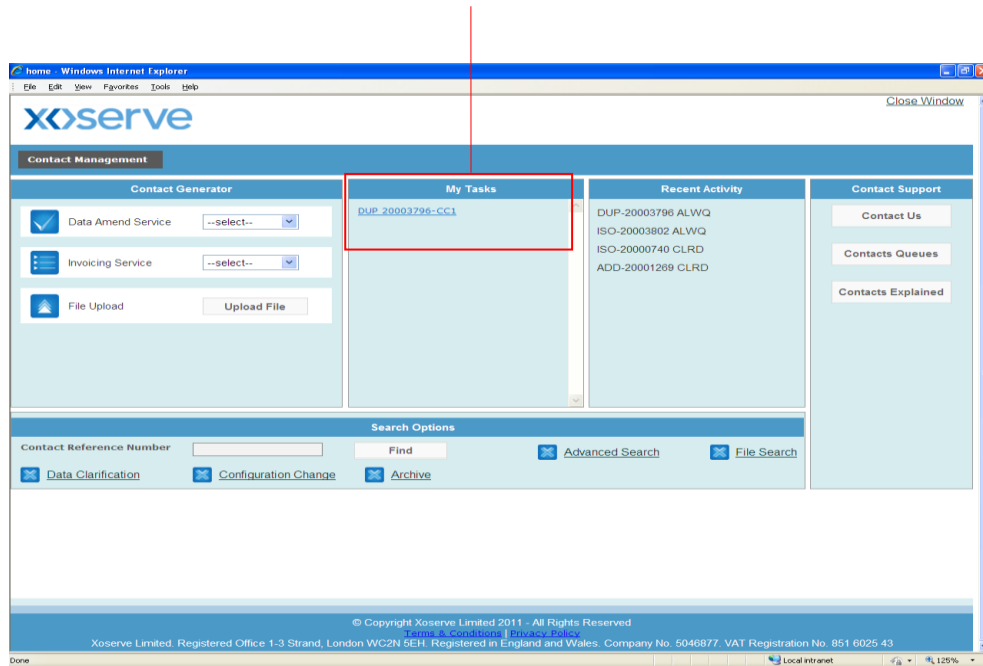 home - Windows Internet Explorer
File Edit View Favorites Tools Help
Close Window
xoserve
Contact Management
Contact Generator
Data Amend Service --select--
Invoicing Service --select--
File Upload Upload File
My Tasks
DUP 20003796-CC1
Recent Activity
DUP-20003796 ALWQ
ISO-20003802 ALWQ
ISO-20000740 CLRD
ADD-20001269 CLRD
Contact Support
Contact Us
Contacts Queues
Contacts Explained
Search Options
Contact Reference Number Find Advanced Search File Search
Data Clarification Configuration Change Archive
© Copyright Xoserve Limited 2011 - All Rights Reserved
Terms & Conditions | Privacy Policy
Xoserve Limited. Registered Office 1-3 Strand, London WC2N 5EH. Registered in England and Wales. Company No. 5046877. VAT Registration No. 851 6025 43
Done Local intranet 125%